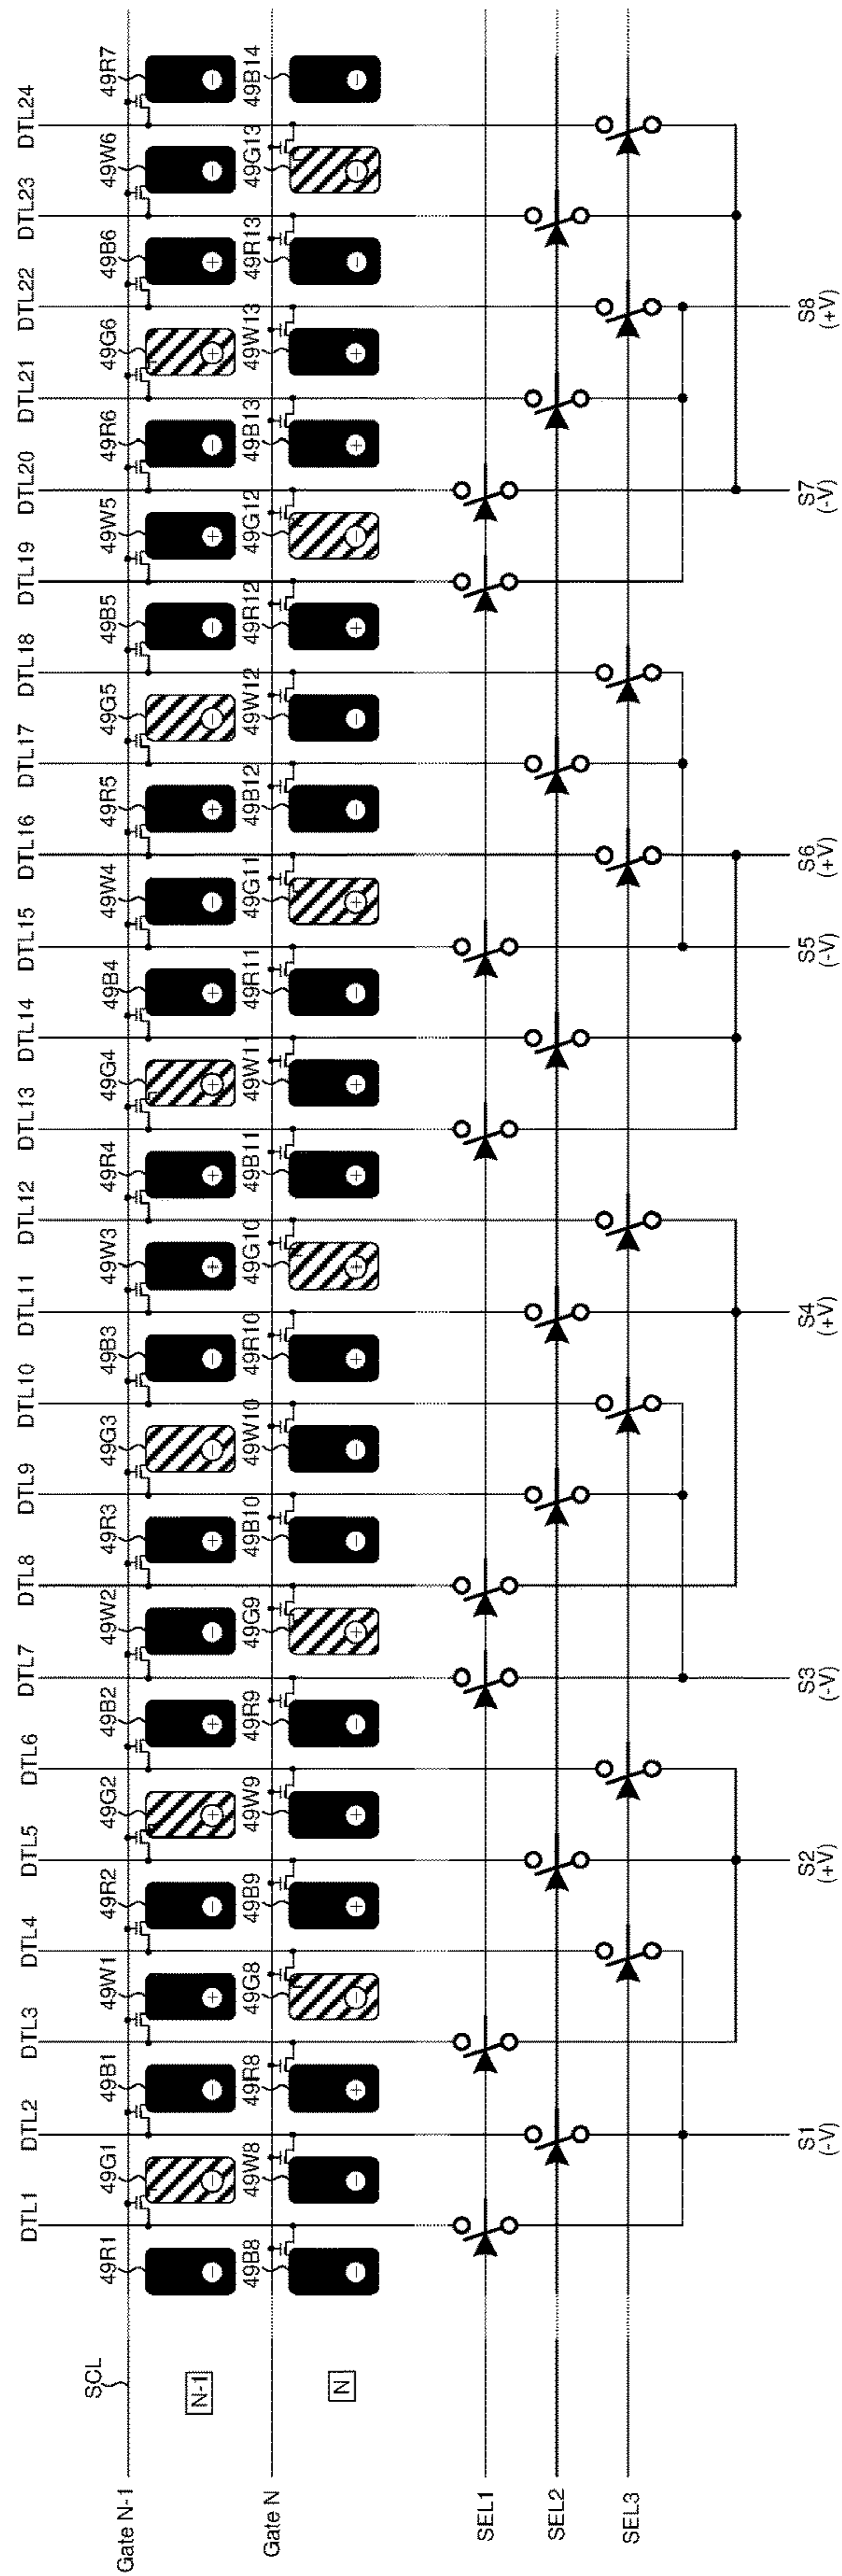 DTL1 DTL2 DTL3 DTL4 DTL5 DTL6 DTL7 DTL8 DTL9 DTL10 DTL11 DTL12 DTL13 DTL14 DTL15 DTL16 DTL17 DTL18 DTL19 DTL20 DTL21 DTL22 DTL23 DTL24
SCL
49R1 49G1 49B1 49W1 49R2 49G2 49B2 49W2 49R3 49G3 49B3 49W3 49R4 49G4 49B4 49W4 49R5 49G5 49B5 49W5 49R6 49G6 49B6 49W6 49R7
Gate N-1
N-1
- - - + - + + - + - - + + + + - + - - + - + + - -
49B8 49W8 49R8 49G8 49B9 49W9 49R9 49G9 49B10 49W10 49R10 49G10 49B11 49W11 49R11 49G11 49B12 49W12 49R12 49G12 49B13 49W13 49R13 49G13 49B14
Gate N
N
- - + - + + - + - - + + + + - + - - + - + + - - -
SEL1
SEL2
SEL3
S1 S2 S3 S4 S5 S6 S7 S8
(-V) (+V) (-V) (+V) (-V) (+V) (-V) (+V)